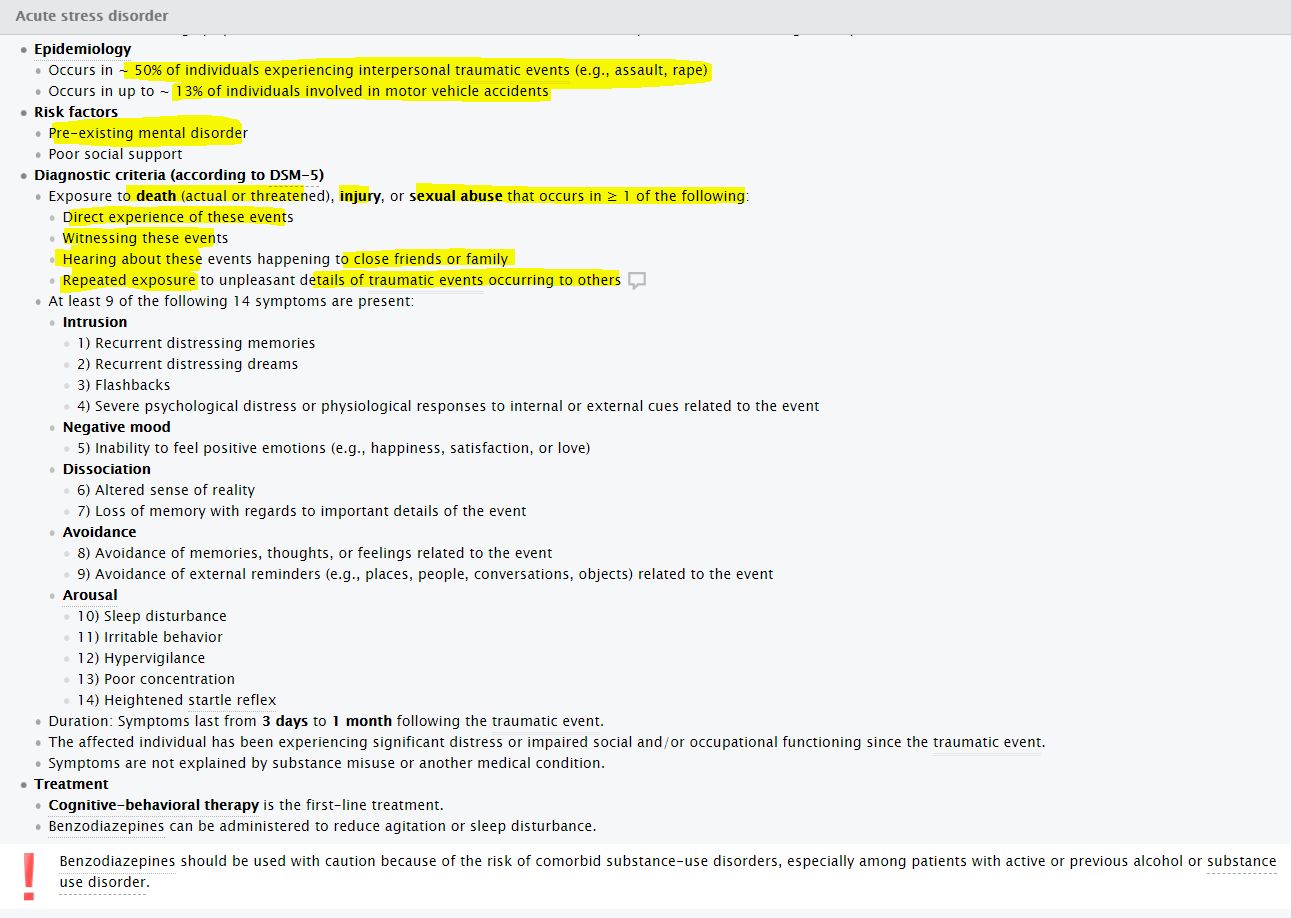 Acute stress disorder
Epidemiology
Occurs in ~ 50% of individuals experiencing interpersonal traumatic events (e.g., assault, rape)
Occurs in up to ~ 13% of individuals involved in motor vehicle accidents
Risk factors
Pre-existing mental disorder
Poor social support
Diagnostic criteria (according to DSM-5)
Exposure to death (actual or threatened), injury, or sexual abuse that occurs in ≥ 1 of the following:
Direct experience of these events
Witnessing these events
Hearing about these events happening to close friends or family
Repeated exposure to unpleasant details of traumatic events occurring to others
At least 9 of the following 14 symptoms are present:
Intrusion
1) Recurrent distressing memories
2) Recurrent distressing dreams
3) Flashbacks
4) Severe psychological distress or physiological responses to internal or external cues related to the event
Negative mood
5) Inability to feel positive emotions (e.g., happiness, satisfaction, or love)
Dissociation
6) Altered sense of reality
7) Loss of memory with regards to important details of the event
Avoidance
8) Avoidance of memories, thoughts, or feelings related to the event
9) Avoidance of external reminders (e.g., places, people, conversations, objects) related to the event
Arousal
10) Sleep disturbance
11) Irritable behavior
12) Hypervigilance
13) Poor concentration
14) Heightened startle reflex
Duration: Symptoms last from 3 days to 1 month following the traumatic event.
The affected individual has been experiencing significant distress or impaired social and/or occupational functioning since the traumatic event.
Symptoms are not explained by substance misuse or another medical condition.
Treatment
Cognitive-behavioral therapy is the first-line treatment.
Benzodiazepines can be administered to reduce agitation or sleep disturbance.
Benzodiazepines should be used with caution because of the risk of comorbid substance-use disorders, especially among patients with active or previous alcohol or substance
use disorder.